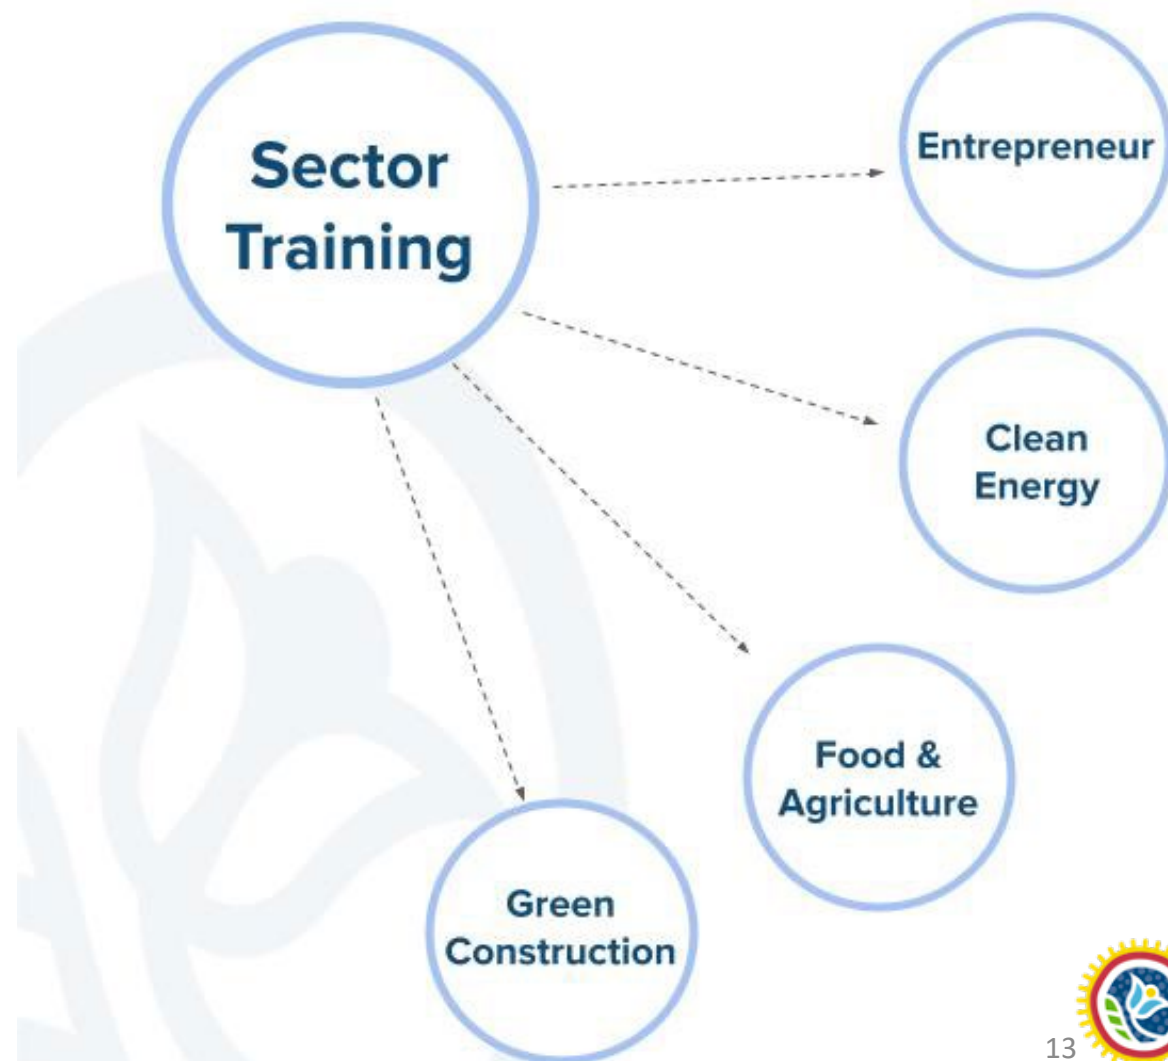 Sector
Training
Entrepreneur
Clean
Energy
Food &
Agriculture
Green
Construction
13